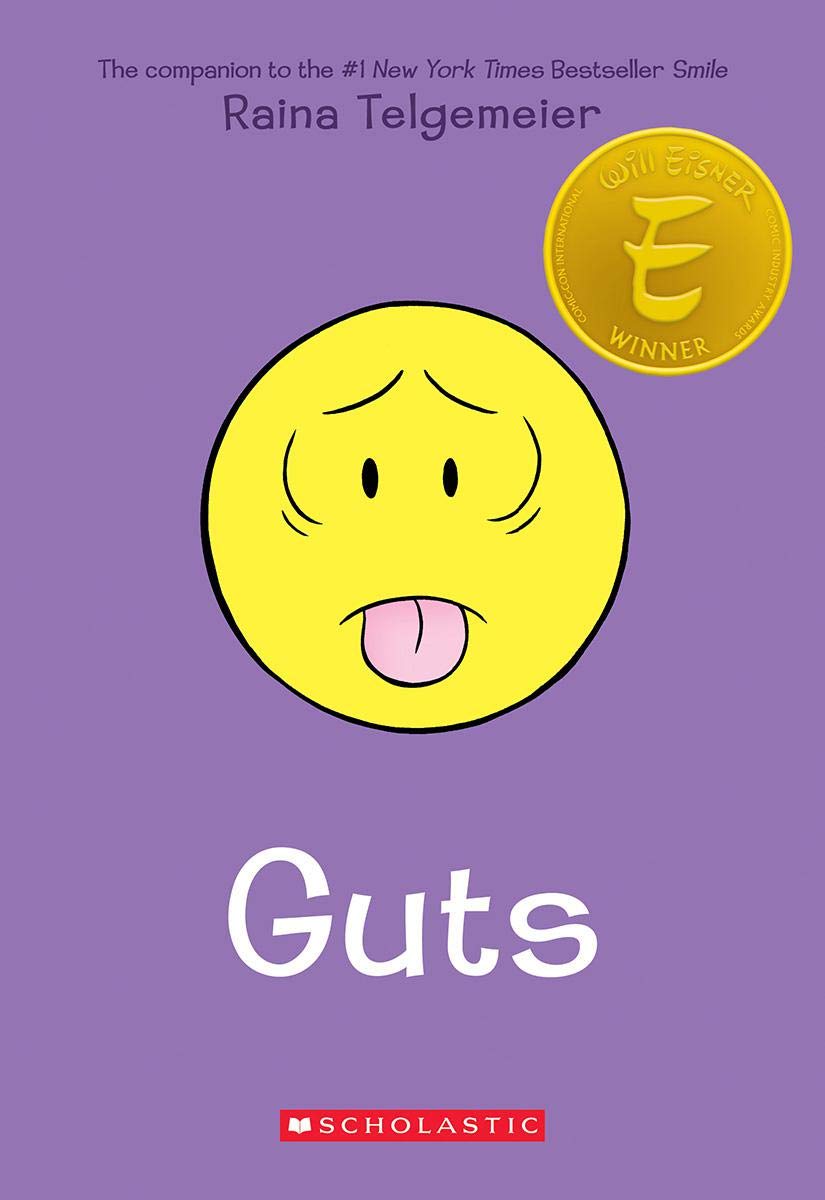 The companion to the #1 New York Times Bestseller Smile
Raina Telgemeier
Will EisNER
COMIC-CON INTERNATIONAL
COMIC INDUSTRY AWARDS
E
WINNER
Guts
SCHOLASTIC